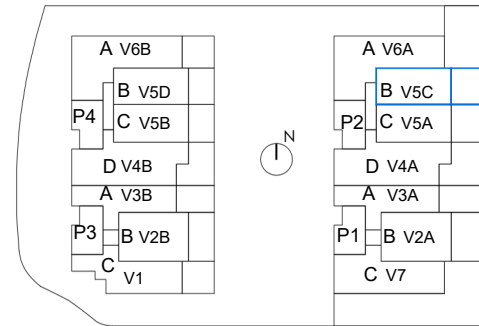 A V6B
B V5D
P4
C V5B
D V4B
A V3B
P3
B V2B
C
V1
N
A V6A
B V5C
P2
C V5A
D V4A
A V3A
P1
B V2A
C V7